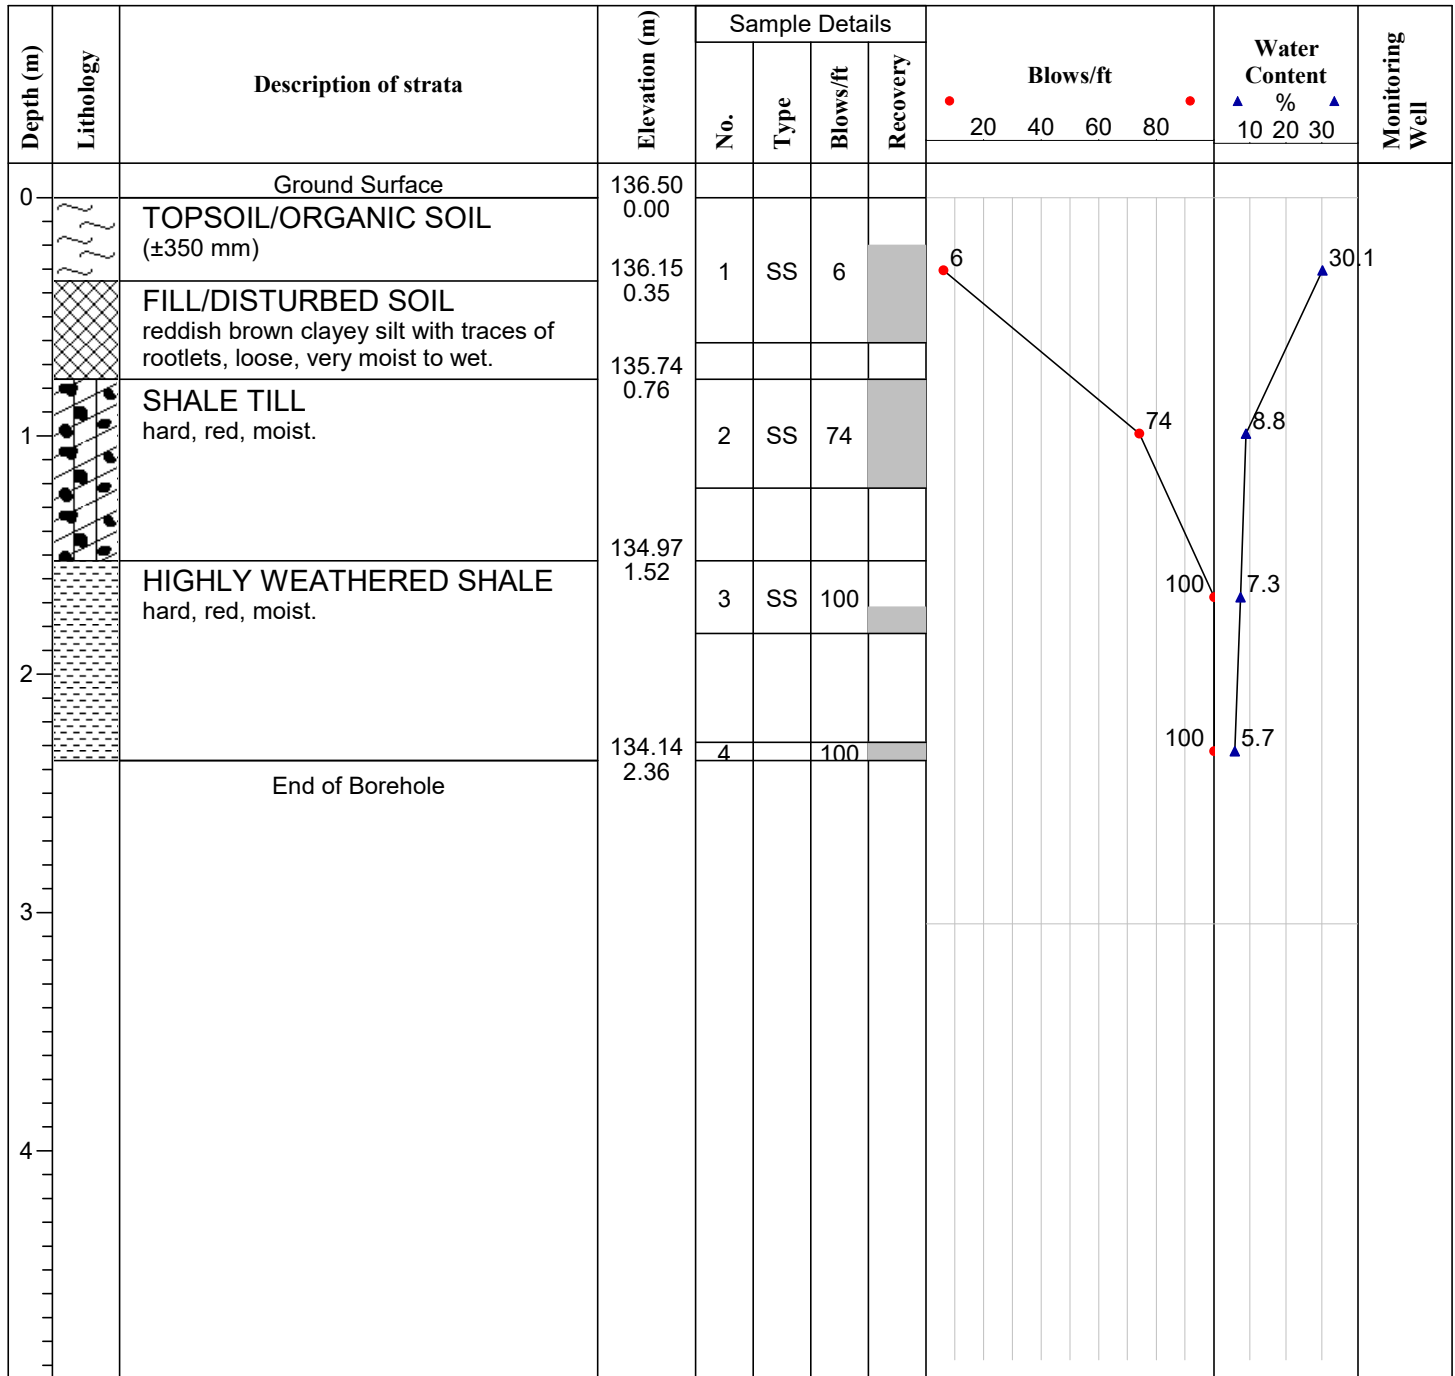 Depth (m)
Lithology
Description of strata
Elevation (m)
Sample Details
No.
Type
Blows/ft
Recovery
Blows/ft
20 40 60 80
Water
Content
%
10 20 30
Monitoring
Well
Ground Surface
136.50
0.00
0
TOPSOIL/ORGANIC SOIL
(±350 mm)
136.15
0.35
1 SS 6
6
30.1
FILL/DISTURBED SOIL
reddish brown clayey silt with traces of
rootlets, loose, very moist to wet.
135.74
0.76
SHALE TILL
hard, red, moist.
1
2 SS 74
74
8.8
134.97
1.52
HIGHLY WEATHERED SHALE
hard, red, moist.
3 SS 100
100
7.3
2
134.14
2.36
4 100
100
5.7
End of Borehole
3
4